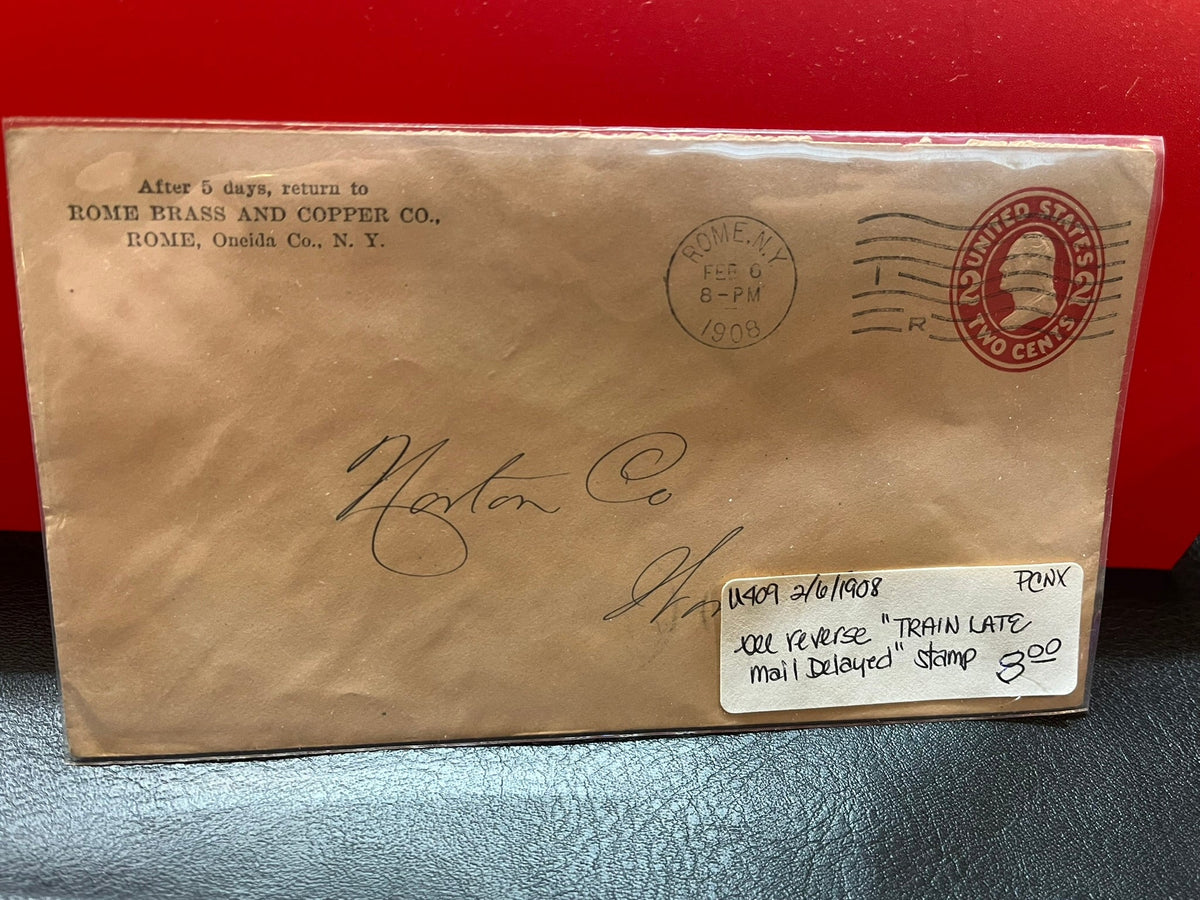 After 5 days, return to
ROME BRASS AND COPPER CO.,
ROME, Oneida Co., N. Y.
ROME, N.Y.
FEB 6
8-PM
1908
I
R
UNITED STATES
2 2
TWO CENTS
Norton Co
U409 2/6/1908 PCNX
see reverse "TRAIN LATE
mail Delayed" stamp 8.00